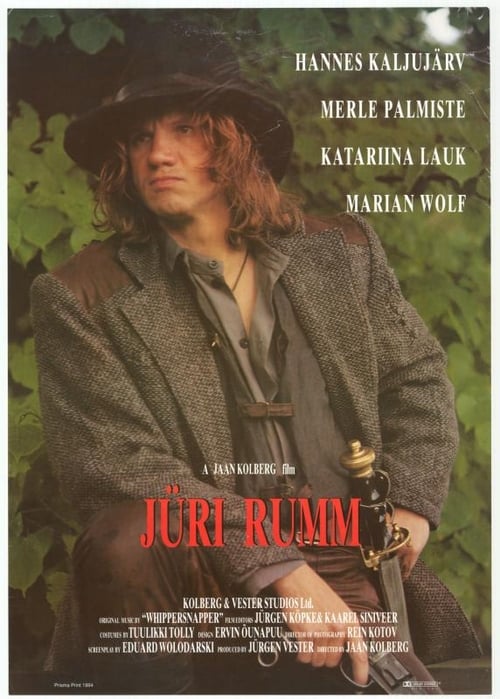 HANNES KALJUJÄRV
MERLE PALMISTE
KATARIINA LAUK
MARIAN WOLF
A JAAN KOLBERG film
JÜRI RUMM
KOLBERG & VESTER STUDIOS Ltd.
ORIGINAL MUSIC BY "WHIPPERSNAPPER" FILM EDITORS JÜRGEN KÖPKE & KAAREL SINIVEER
COSTUMES BY TUULIKKI TOLLY DESIGN ERVIN ÕUNAPUU DIRECTOR OF PHOTOGRAPHY REIN KOTOV
SCREENPLAY BY EDUARD WOLODARSKI PRODUCED BY JÜRGEN VESTER DIRECTED BY JAAN KOLBERG
Prisma Print 1994